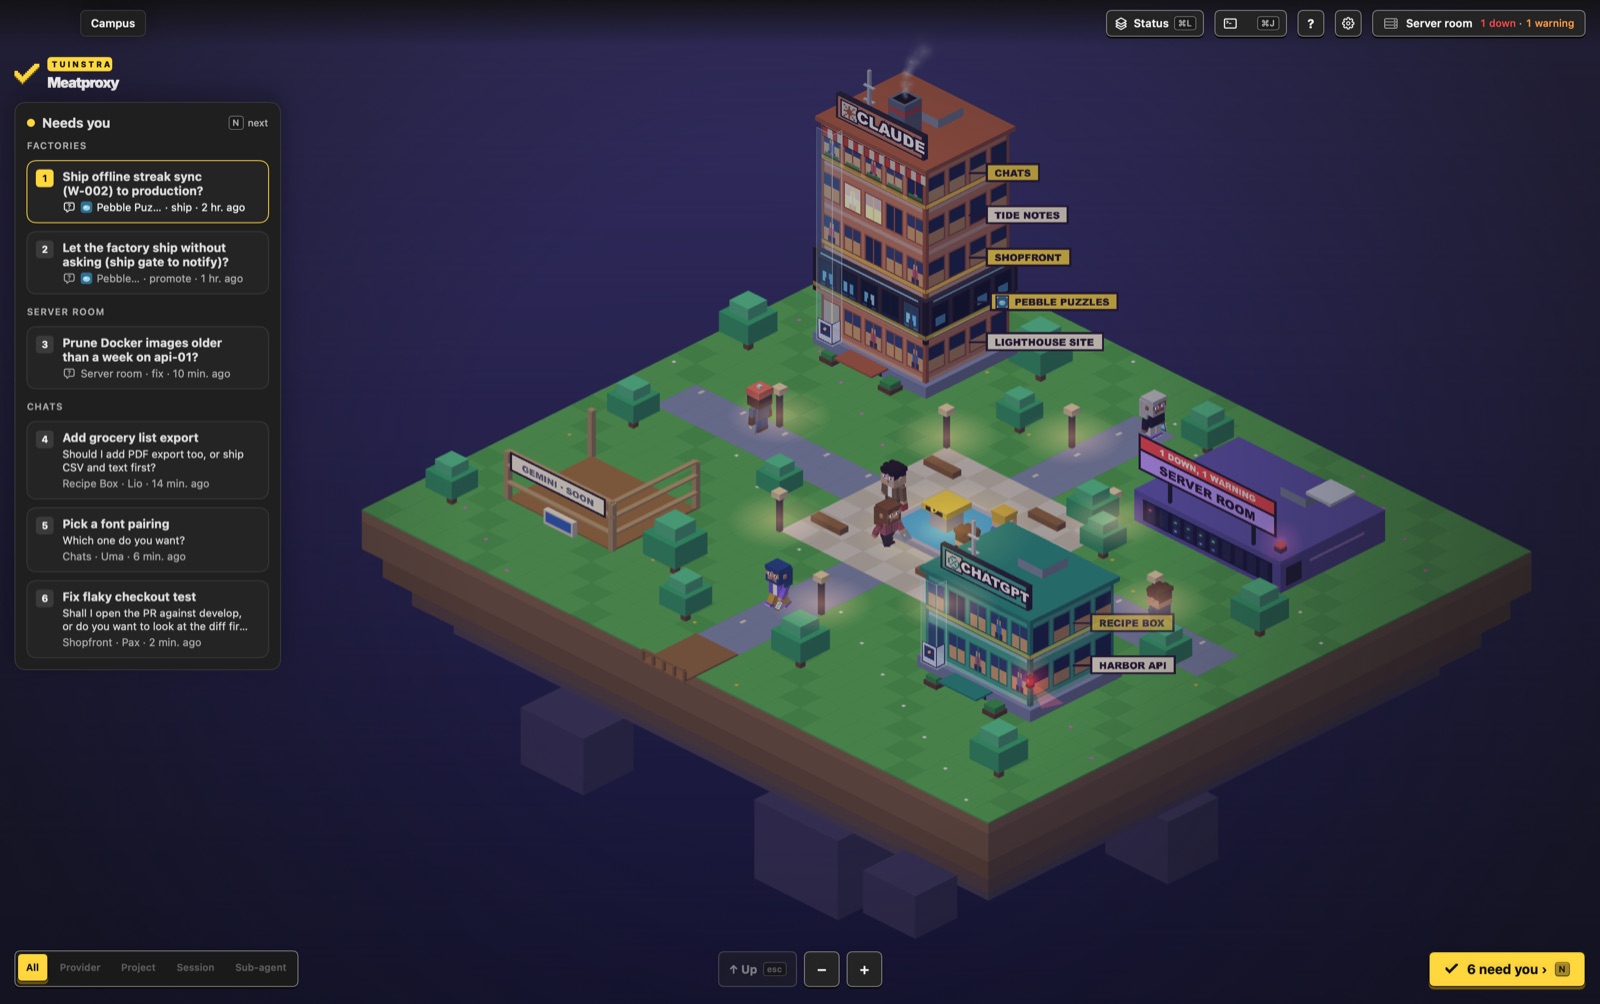 Campus
Status ⌘L
⌘J
?
Server room 1 down · 1 warning
TUINSTRA
Meatproxy
Needs you
N next
FACTORIES
1
Ship offline streak sync
(W-002) to production?
Pebble Puz... · ship · 2 hr. ago
2
Let the factory ship without
asking (ship gate to notify)?
Pebble... · promote · 1 hr. ago
SERVER ROOM
3
Prune Docker images older
than a week on api-01?
Server room · fix · 10 min. ago
CHATS
4
Add grocery list export
Should I add PDF export too, or ship
CSV and text first?
Recipe Box · Lio · 14 min. ago
5
Pick a font pairing
Which one do you want?
Chats · Uma · 6 min. ago
6
Fix flaky checkout test
Shall I open the PR against develop,
or do you want to look at the diff fir...
Shopfront · Pax · 2 min. ago
CLAUDE
CHATS
TIDE NOTES
SHOPFRONT
PEBBLE PUZZLES
LIGHTHOUSE SITE
GEMINI · SOON
1 DOWN, 1 WARNING
SERVER ROOM
CHATGPT
RECIPE BOX
HARBOR API
All
Provider
Project
Session
Sub-agent
↑ Up esc
−
+
6 need you › N